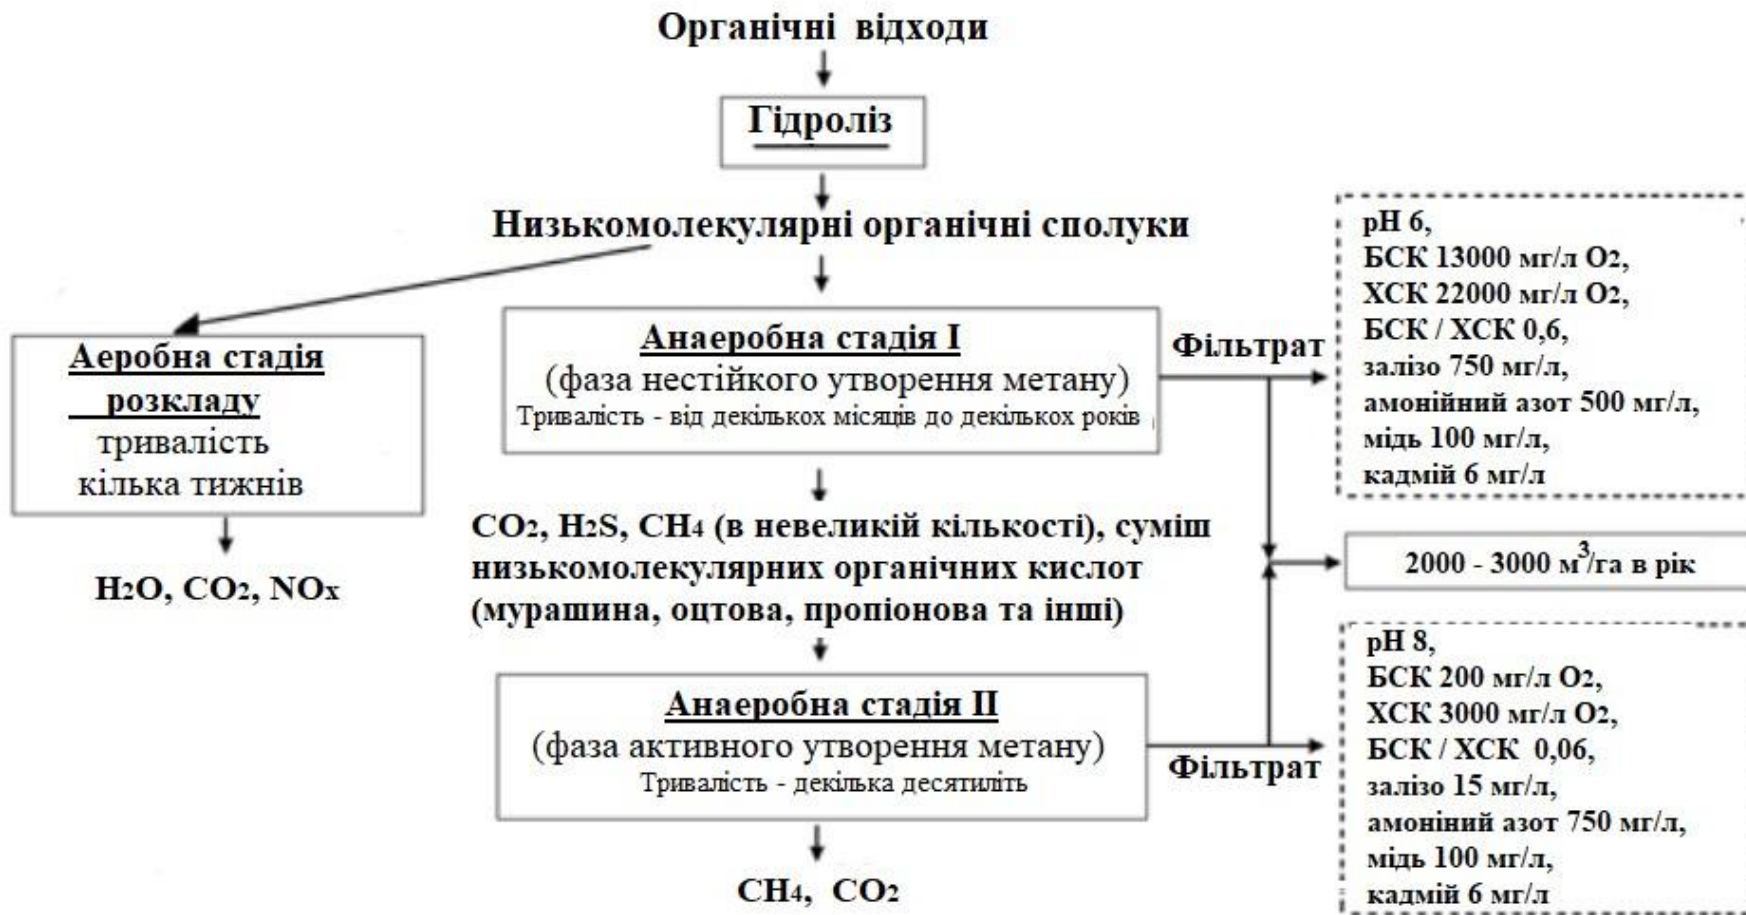 Органічні відходи
Гідроліз
Низькомолекулярні органічні сполуки
Аеробна стадія
розкладу
тривалість
кілька тижнів
H2O, CO2, NOx
Анаеробна стадія I
(фаза нестійкого утворення метану)
Тривалість - від декількох місяців до декількох років
Фільтрат
pH 6,
БСК 13000 мг/л O2,
ХСК 22000 мг/л O2,
БСК / ХСК 0,6,
залізо 750 мг/л,
амонійний азот 500 мг/л,
мідь 100 мг/л,
кадмій 6 мг/л
CO2, H2S, CH4 (в невеликій кількості), суміш
низькомолекулярних органічних кислот
(мурашина, оцтова, пропіонова та інші)
2000 - 3000 м3/га в рік
Анаеробна стадія II
(фаза активного утворення метану)
Тривалість - декілька десятиліть
Фільтрат
pH 8,
БСК 200 мг/л O2,
ХСК 3000 мг/л O2,
БСК / ХСК 0,06,
залізо 15 мг/л,
амоніний азот 750 мг/л,
мідь 100 мг/л,
кадмій 6 мг/л
CH4, CO2